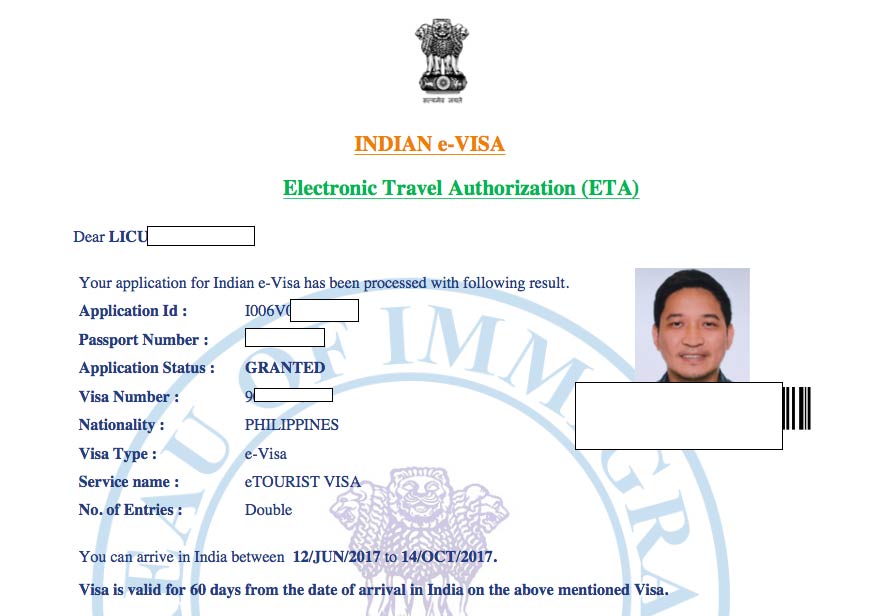 सत्यमेव जयते
INDIAN e-VISA
Electronic Travel Authorization (ETA)
Dear LICU
Your application for Indian e-Visa has been processed with following result.
Application Id : I006V0
Passport Number :
Application Status : GRANTED
Visa Number : 9
Nationality : PHILIPPINES
Visa Type : e-Visa
Service name : eTOURIST VISA
No. of Entries : Double
You can arrive in India between 12/JUN/2017 to 14/OCT/2017.
Visa is valid for 60 days from the date of arrival in India on the above mentioned Visa.
EAU OF IMMIGRA